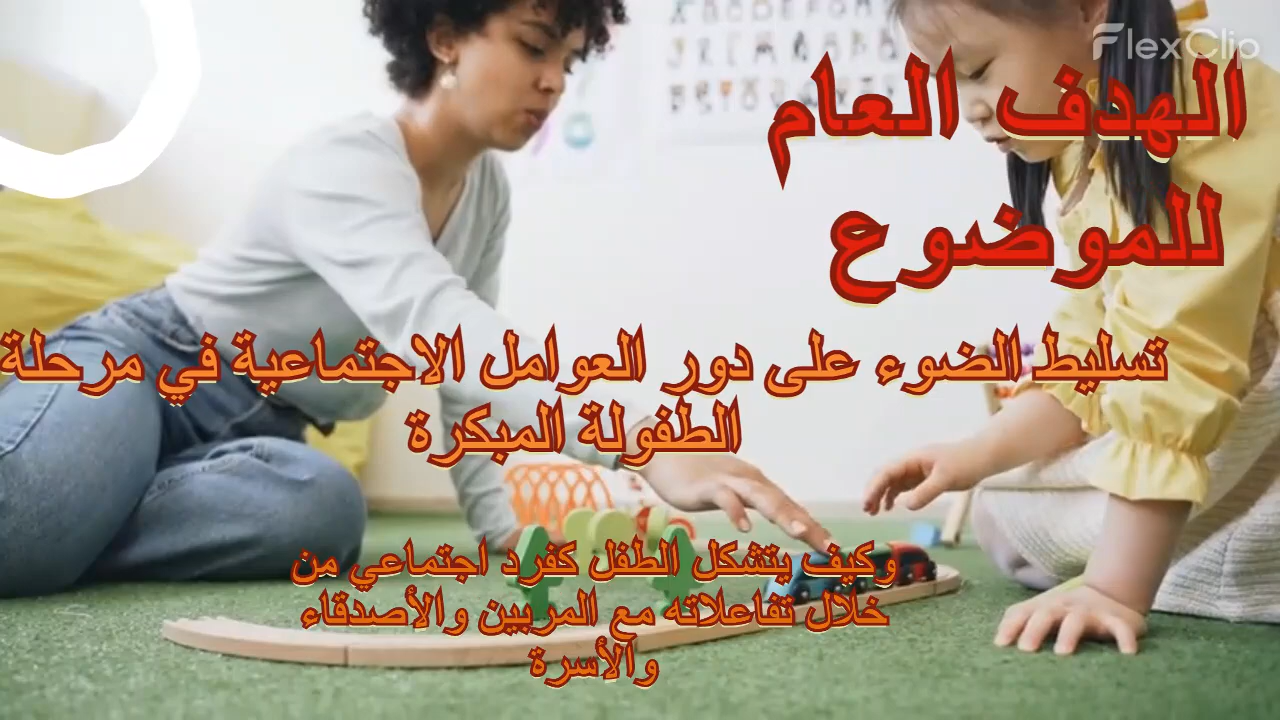 FlexClip
الهدف العام
للموضوع
تسليط الضوء على دور العوامل الاجتماعية في مرحلة
الطفولة المبكرة
وكيف يتشكل الطفل كفرد اجتماعي من
خلال تفاعلاته مع المربين والأصدقاء
والأسرة